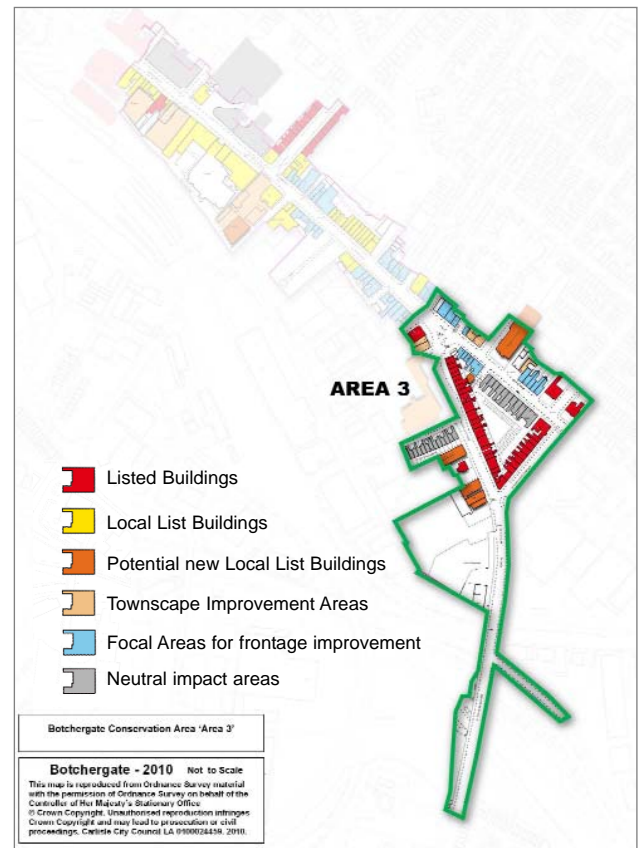 AREA 3
Listed Buildings
Local List Buildings
Potential new Local List Buildings
Townscape Improvement Areas
Focal Areas for frontage improvement
Neutral impact areas
Botchergate Conservation Area 'Area 3'
Botchergate - 2010 Not to Scale
This map is reproduced from Ordnance Survey material
with the permission of Ordnance Survey on behalf of the
Controller of Her Majesty's Stationary Office
© Crown Copyright. Unauthorised reproduction infringes
Crown Copyright and may lead to prosecution or civil
proceedings. Carlisle City Council LA 0100024459. 2010.